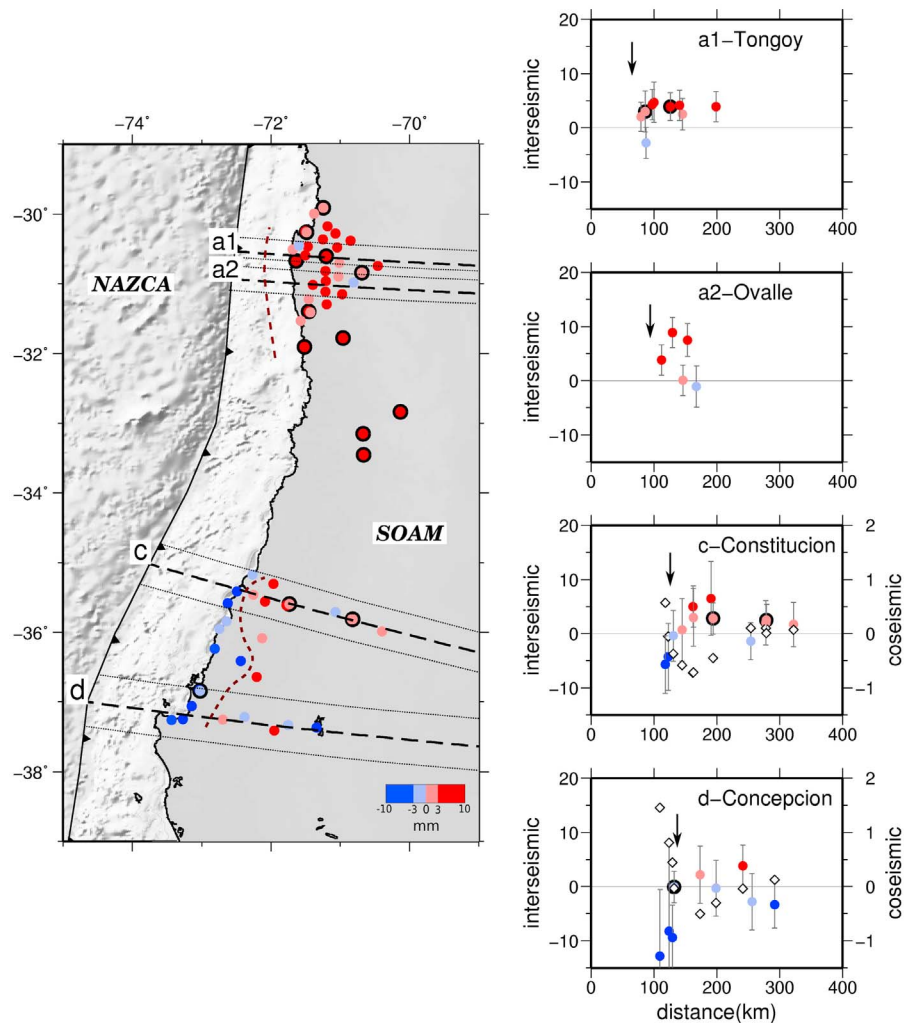 −74 −72 −70
−30
−32
−34
−36
−38
a1
a2
NAZCA
SOAM
c
d
−10 −3 0 3 10
mm
20
10
0
−10
interseismic
a1−Tongoy
0 100 200 300 400
20
10
0
−10
interseismic
a2−Ovalle
0 100 200 300 400
20
10
0
−10
interseismic
c−Constitucion
2
1
0
−1
coseismic
0 100 200 300 400
20
10
0
−10
interseismic
d−Concepcion
2
1
0
−1
coseismic
0 100 200 300 400
distance(km)